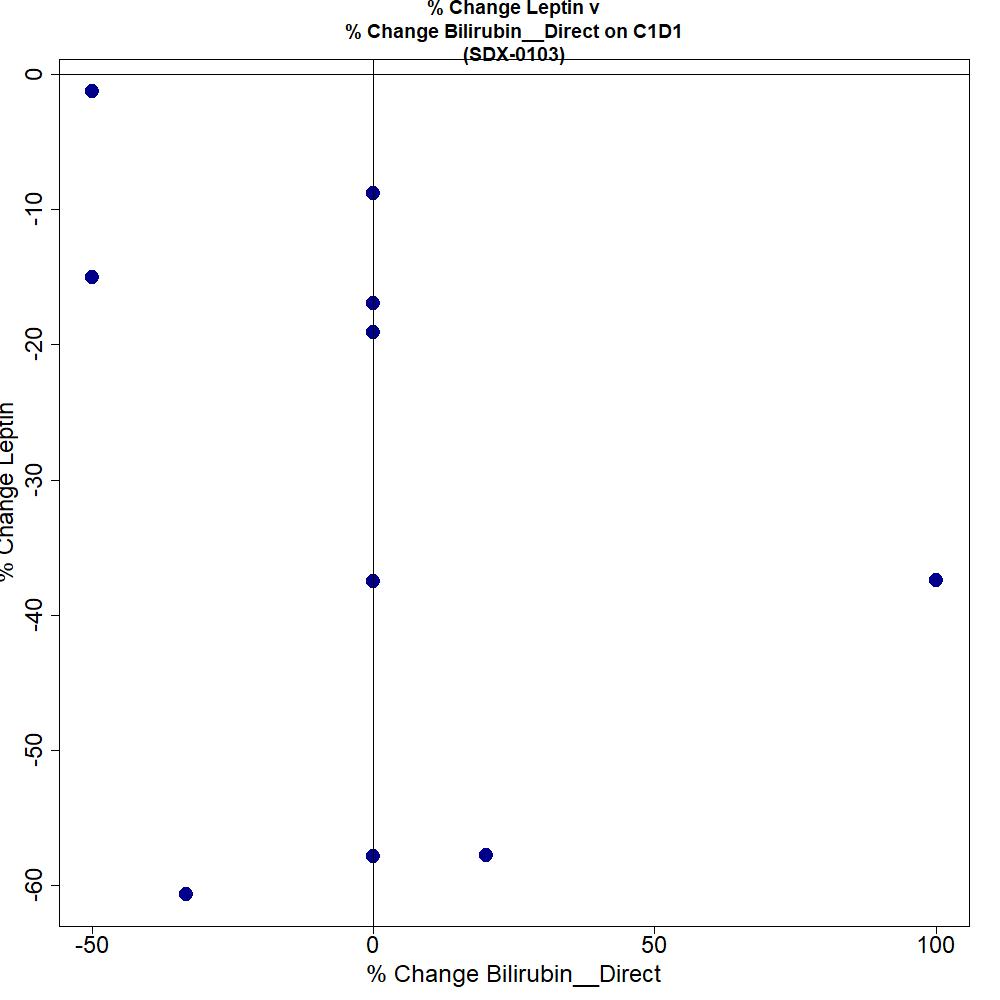 % Change Leptin v
% Change Bilirubin__Direct on C1D1
(SDX-0103)
% Change Leptin
0
-10
-20
-30
-40
-50
-60
-50
0
50
100
% Change Bilirubin__Direct